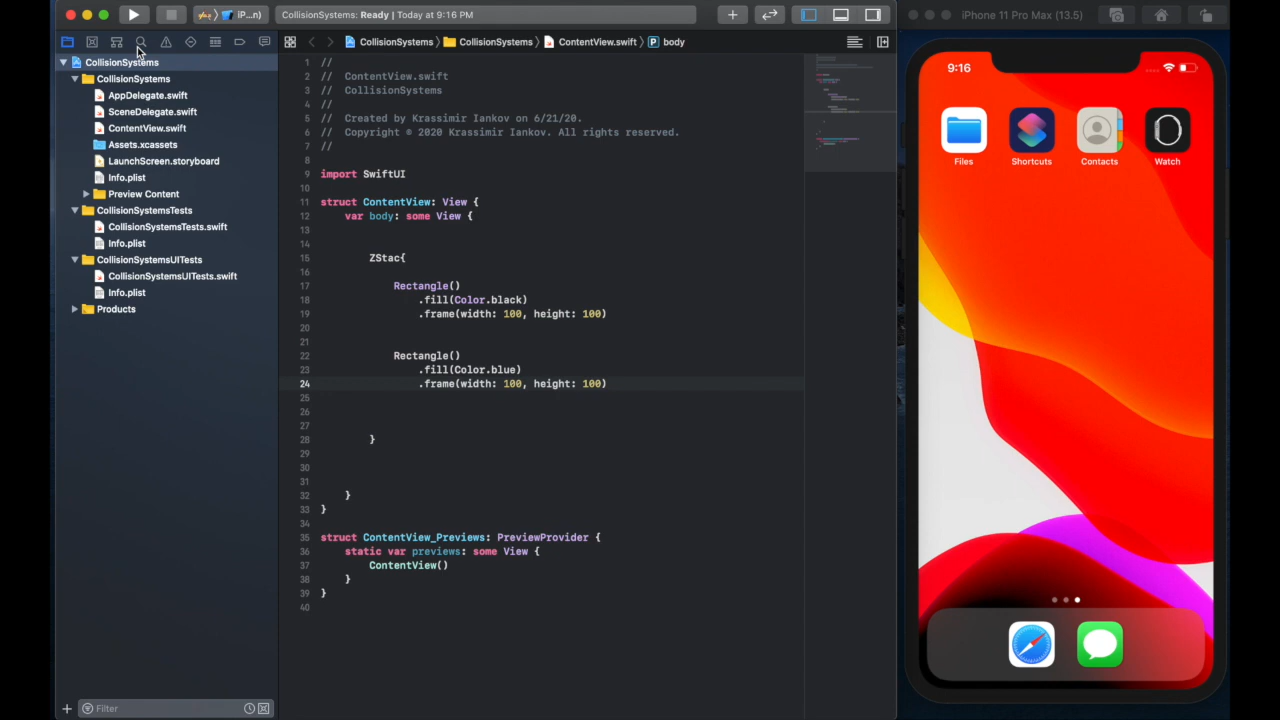 iP...n)
CollisionSystems: Ready | Today at 9:16 PM
iPhone 11 Pro Max (13.5)
CollisionSystems
CollisionSystems
ContentView.swift
P
body
CollisionSystems
CollisionSystems
AppDelegate.swift
SceneDelegate.swift
ContentView.swift
Assets.xcassets
LaunchScreen.storyboard
Info.plist
Preview Content
CollisionSystemsTests
CollisionSystemsTests.swift
Info.plist
CollisionSystemsUITests
CollisionSystemsUITests.swift
Info.plist
Products
Filter
1 //
2 // ContentView.swift
3 // CollisionSystems
4 //
5 // Created by Krassimir Iankov on 6/21/20.
6 // Copyright © 2020 Krassimir Iankov. All rights reserved.
7 //
8
9 import SwiftUI
10
11 struct ContentView: View {
12 var body: some View {
13
14
15 ZStac{
16
17 Rectangle()
18 .fill(Color.black)
19 .frame(width: 100, height: 100)
20
21
22 Rectangle()
23 .fill(Color.blue)
24 .frame(width: 100, height: 100)
25
26
27
28 }
29
30
31
32 }
33 }
34
35 struct ContentView_Previews: PreviewProvider {
36 static var previews: some View {
37 ContentView()
38 }
39 }
40
9:16
Files
Shortcuts
Contacts
Watch